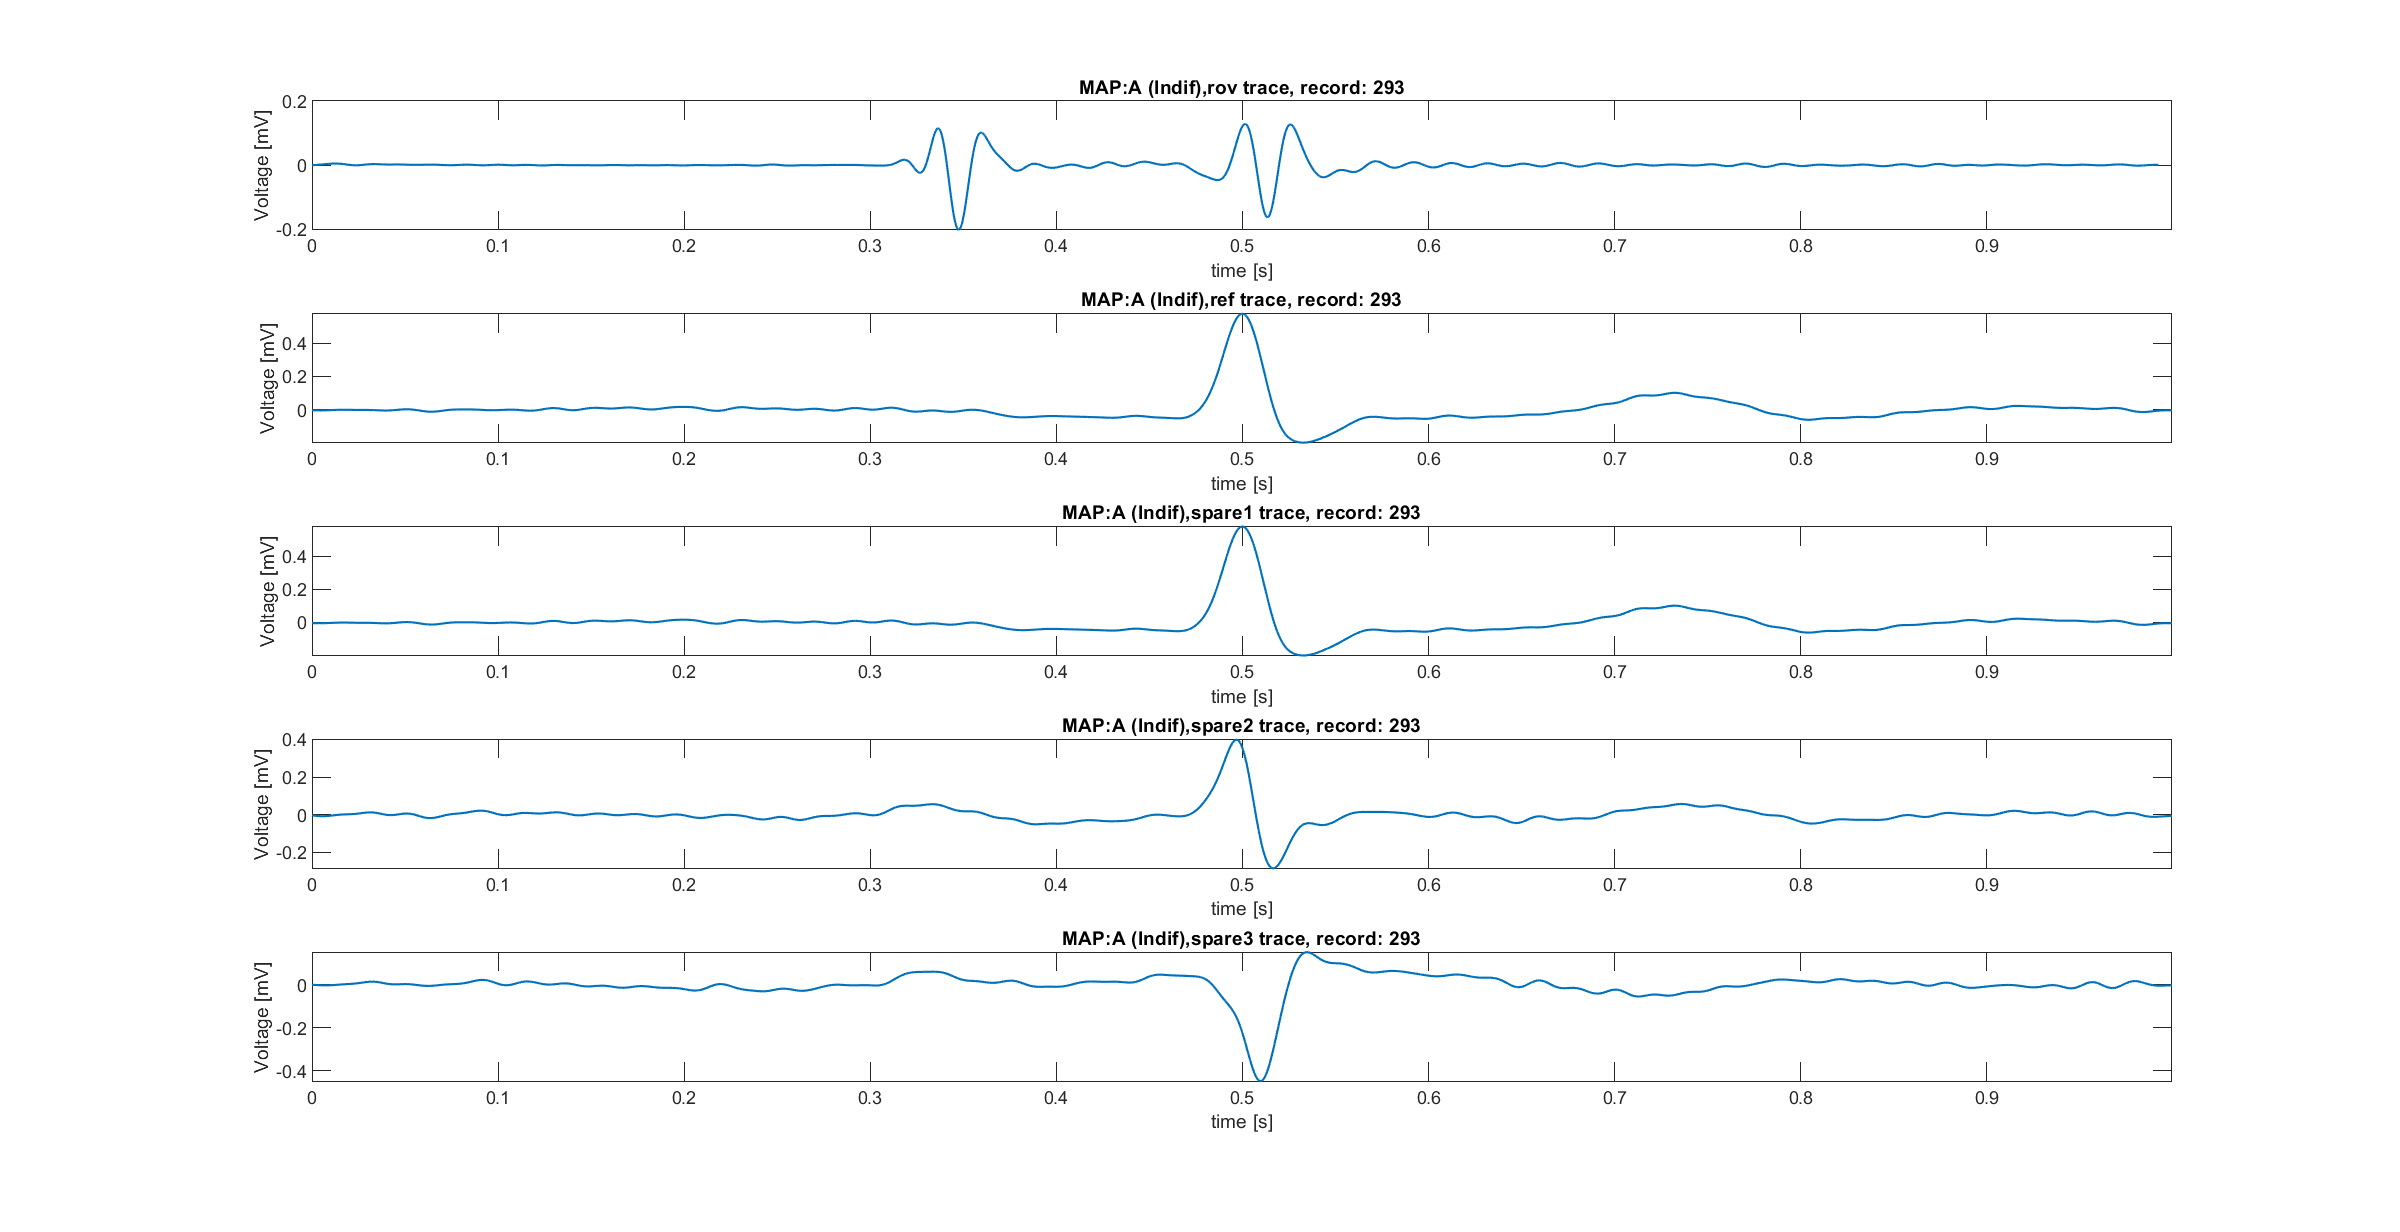 MAP:A (Indif),rov trace, record: 293
Voltage [mV]
0.2
0
-0.2
0 0.1 0.2 0.3 0.4 0.5 0.6 0.7 0.8 0.9
time [s]
MAP:A (Indif),ref trace, record: 293
Voltage [mV]
0.4
0.2
0
0 0.1 0.2 0.3 0.4 0.5 0.6 0.7 0.8 0.9
time [s]
MAP:A (Indif),spare1 trace, record: 293
Voltage [mV]
0.4
0.2
0
0 0.1 0.2 0.3 0.4 0.5 0.6 0.7 0.8 0.9
time [s]
MAP:A (Indif),spare2 trace, record: 293
Voltage [mV]
0.4
0.2
0
-0.2
0 0.1 0.2 0.3 0.4 0.5 0.6 0.7 0.8 0.9
time [s]
MAP:A (Indif),spare3 trace, record: 293
Voltage [mV]
0
-0.2
-0.4
0 0.1 0.2 0.3 0.4 0.5 0.6 0.7 0.8 0.9
time [s]